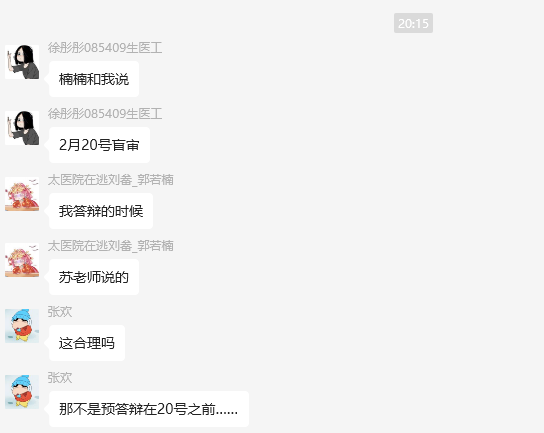 20:15
徐彤彤085409生医工
楠楠和我说
徐彤彤085409生医工
2月20号盲审
太医院在逃刘畚_郭若楠
我答辩的时候
太医院在逃刘畚_郭若楠
苏老师说的
张欢
这合理吗
张欢
那不是预答辩在20号之前......